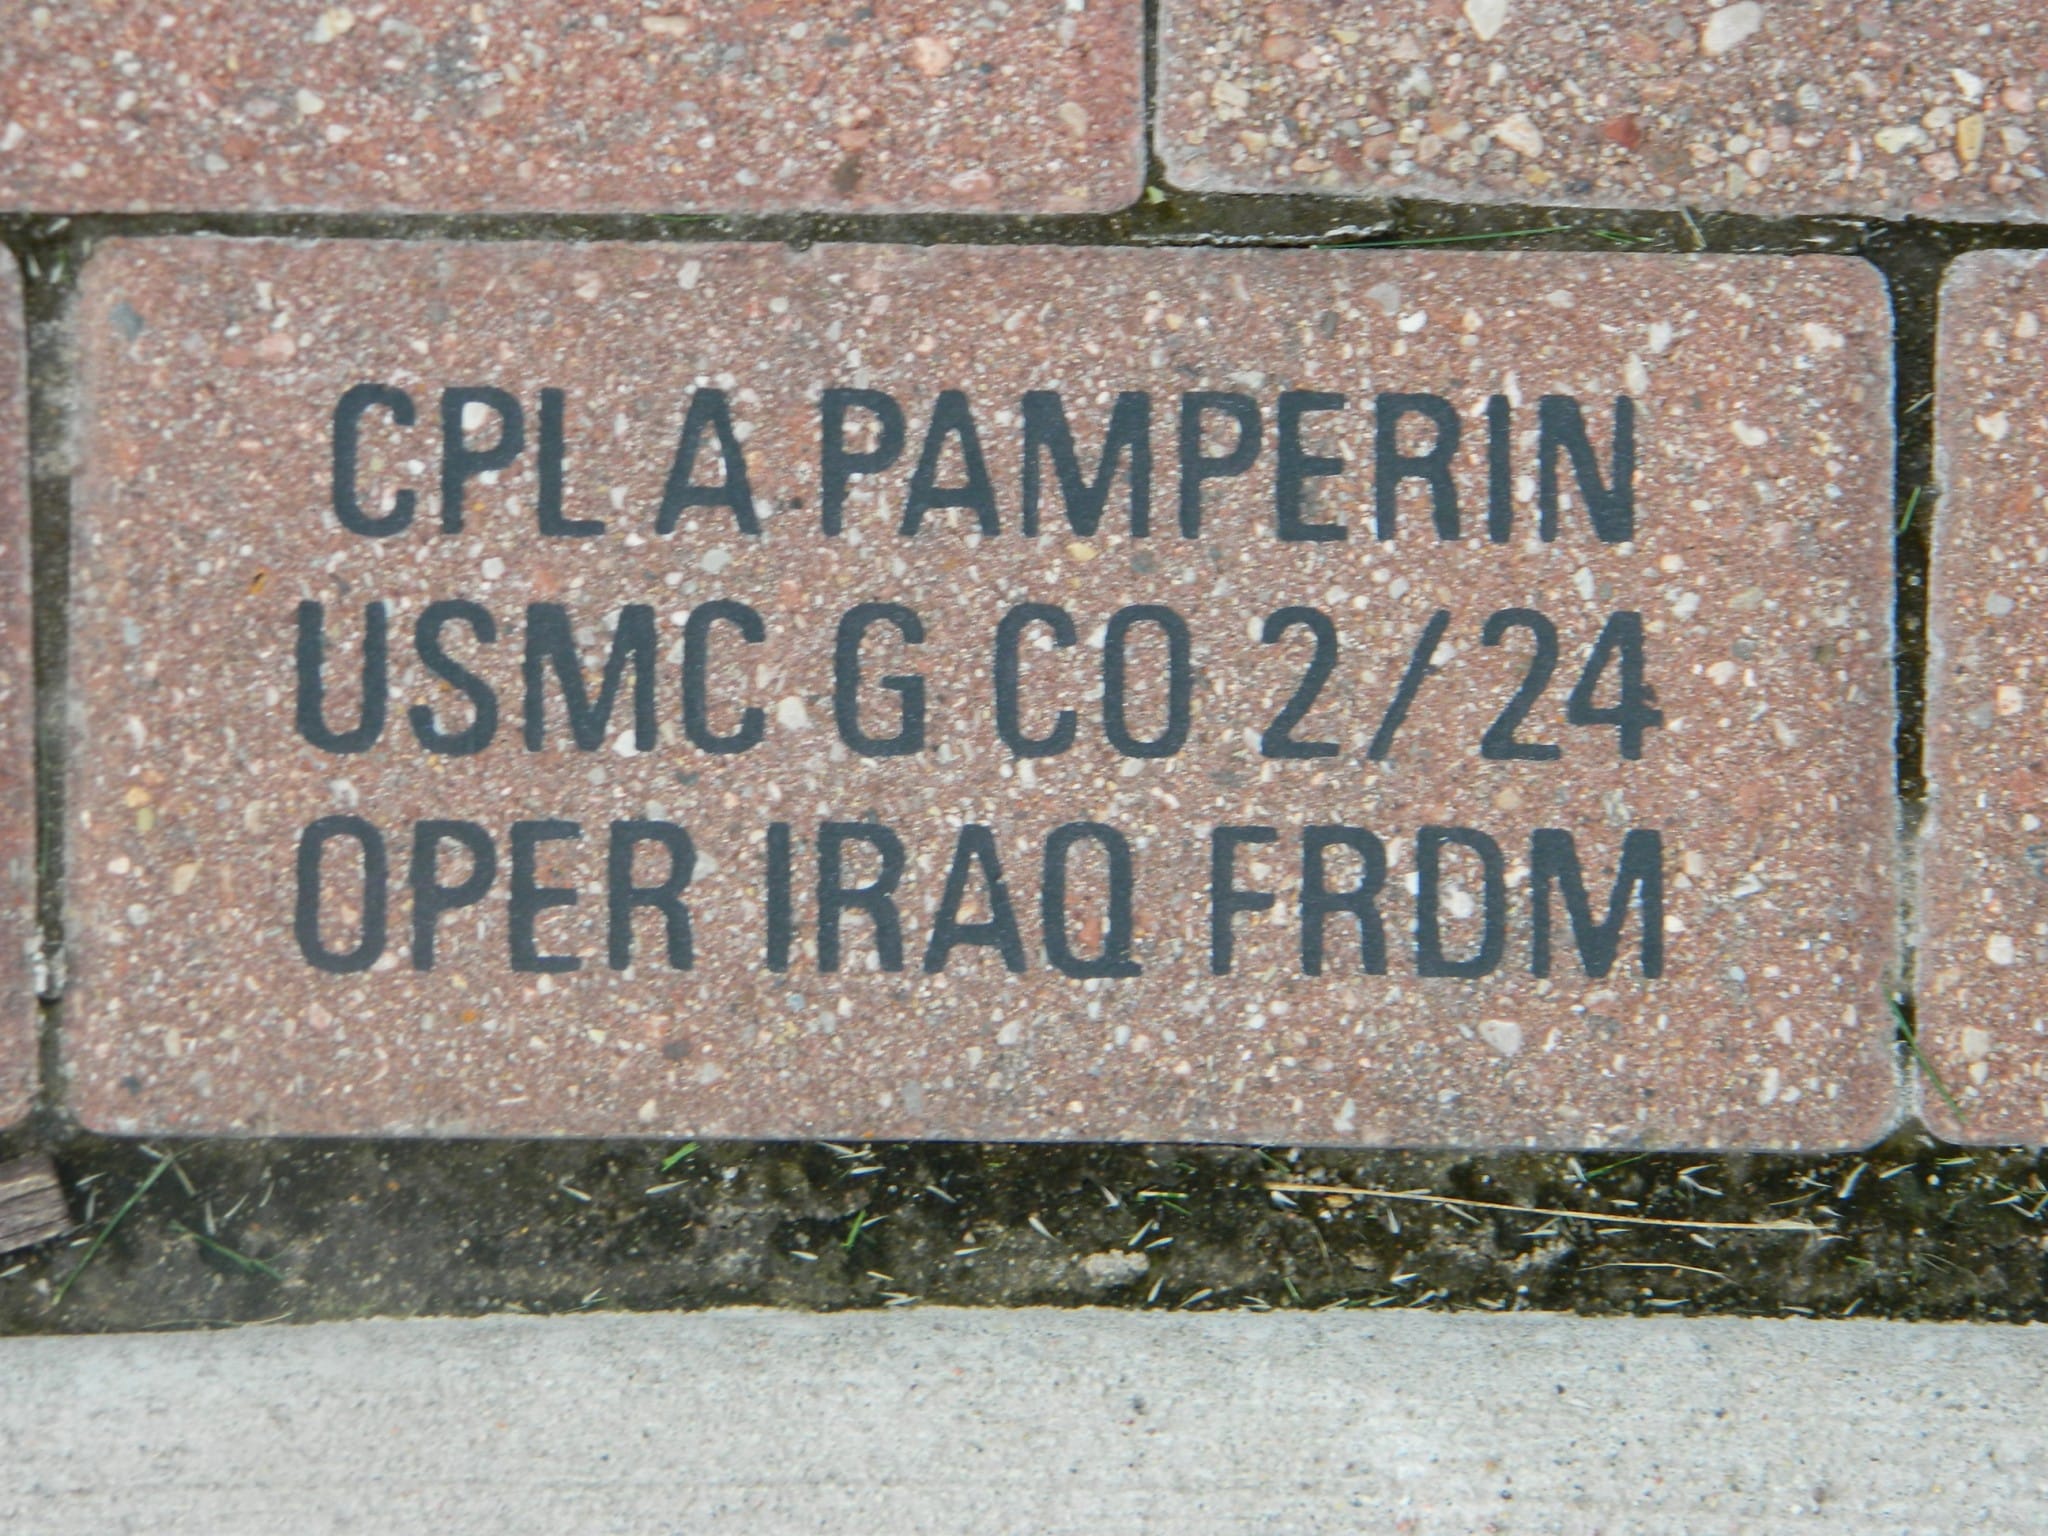 CPL A PAMPERIN
USMC G CO 2/24
OPER IRAQ FRDM